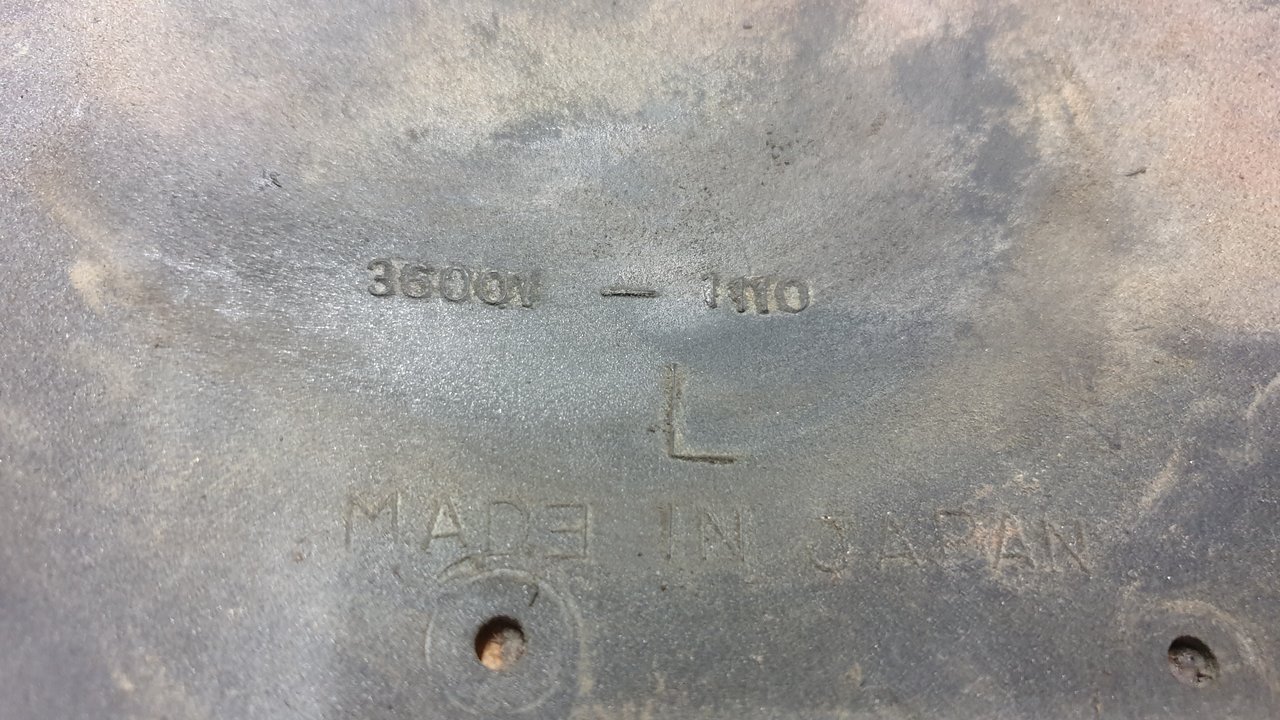 36001 — 1110
L
MADE IN JAPAN